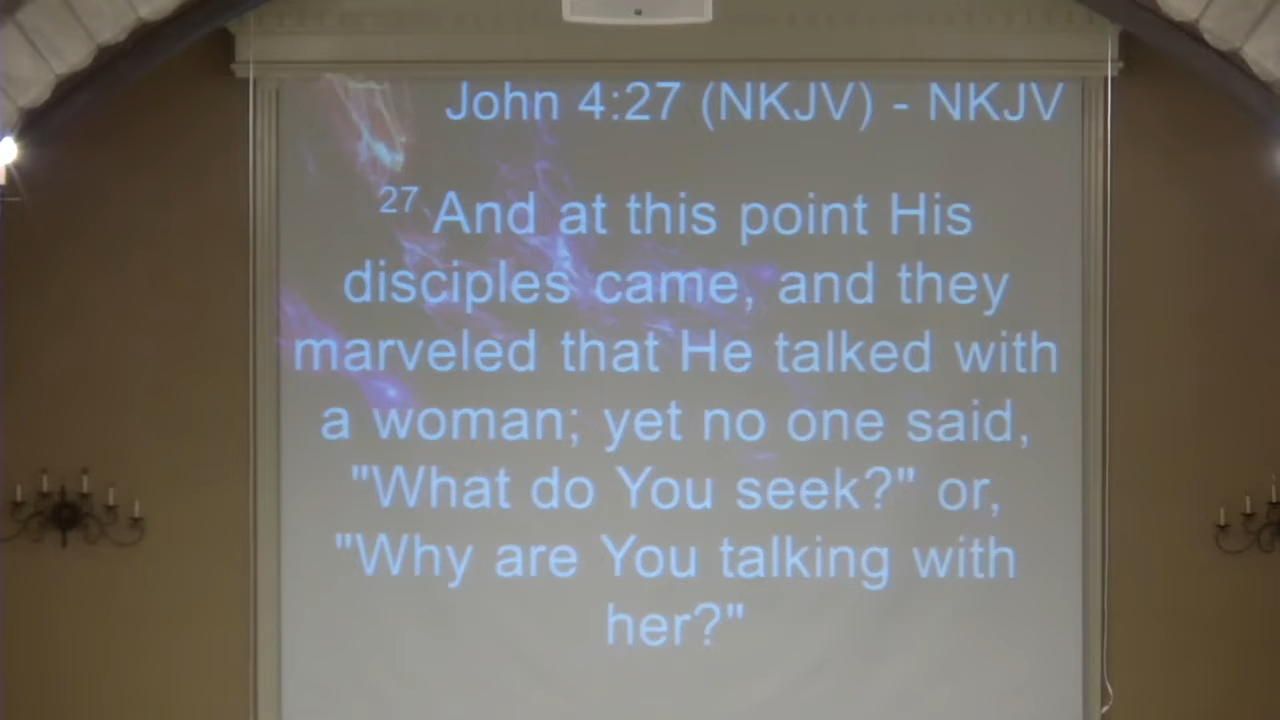 John 4:27 (NKJV) - NKJV
27 And at this point His
disciples came, and they
marveled that He talked with
a woman; yet no one said,
"What do You seek?" or,
"Why are You talking with
her?"